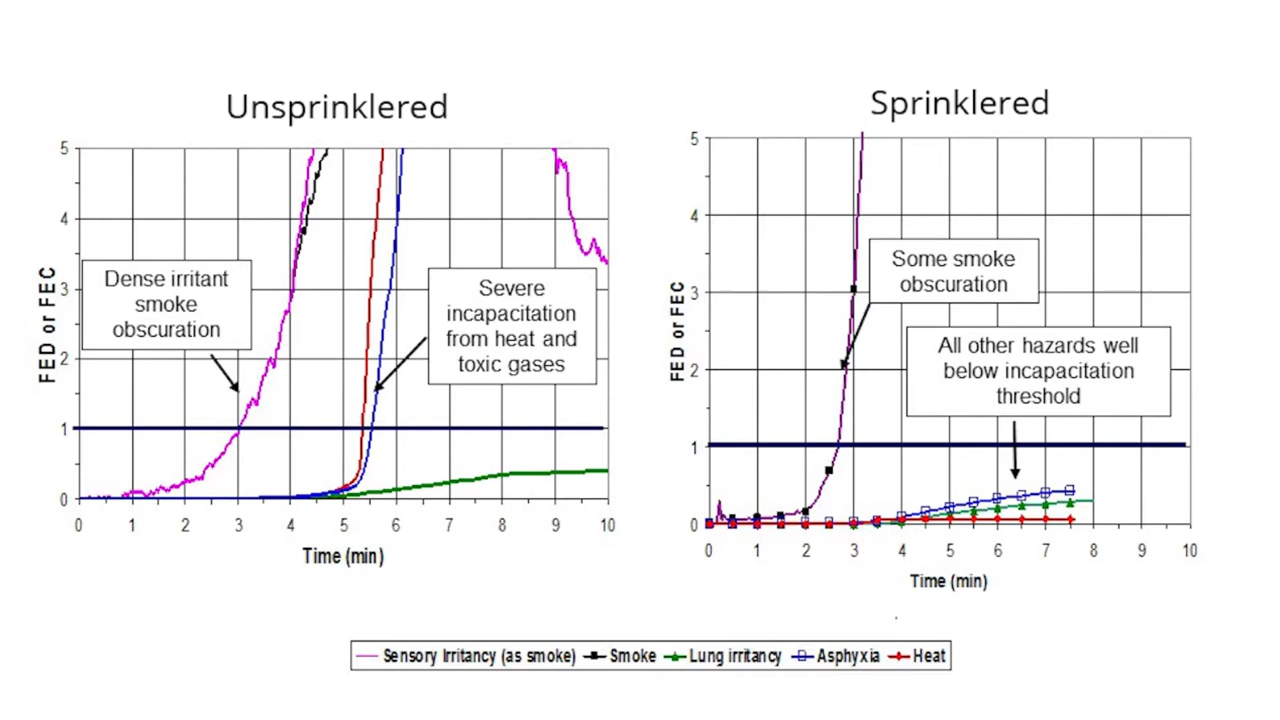 Unsprinklered
5
4
3
2
1
0
FED or FEC
Dense irritant
smoke
obscuration
Severe
incapacitation
from heat and
toxic gases
0 1 2 3 4 5 6 7 8 9 10
Time (min)
Sprinklered
5
4
3
2
1
0
FED or FEC
Some smoke
obscuration
All other hazards well
below incapacitation
threshold
0 1 2 3 4 5 6 7 8 9 10
Time (min)
Sensory Irritancy (as smoke) Smoke Lung irritancy Asphyxia Heat